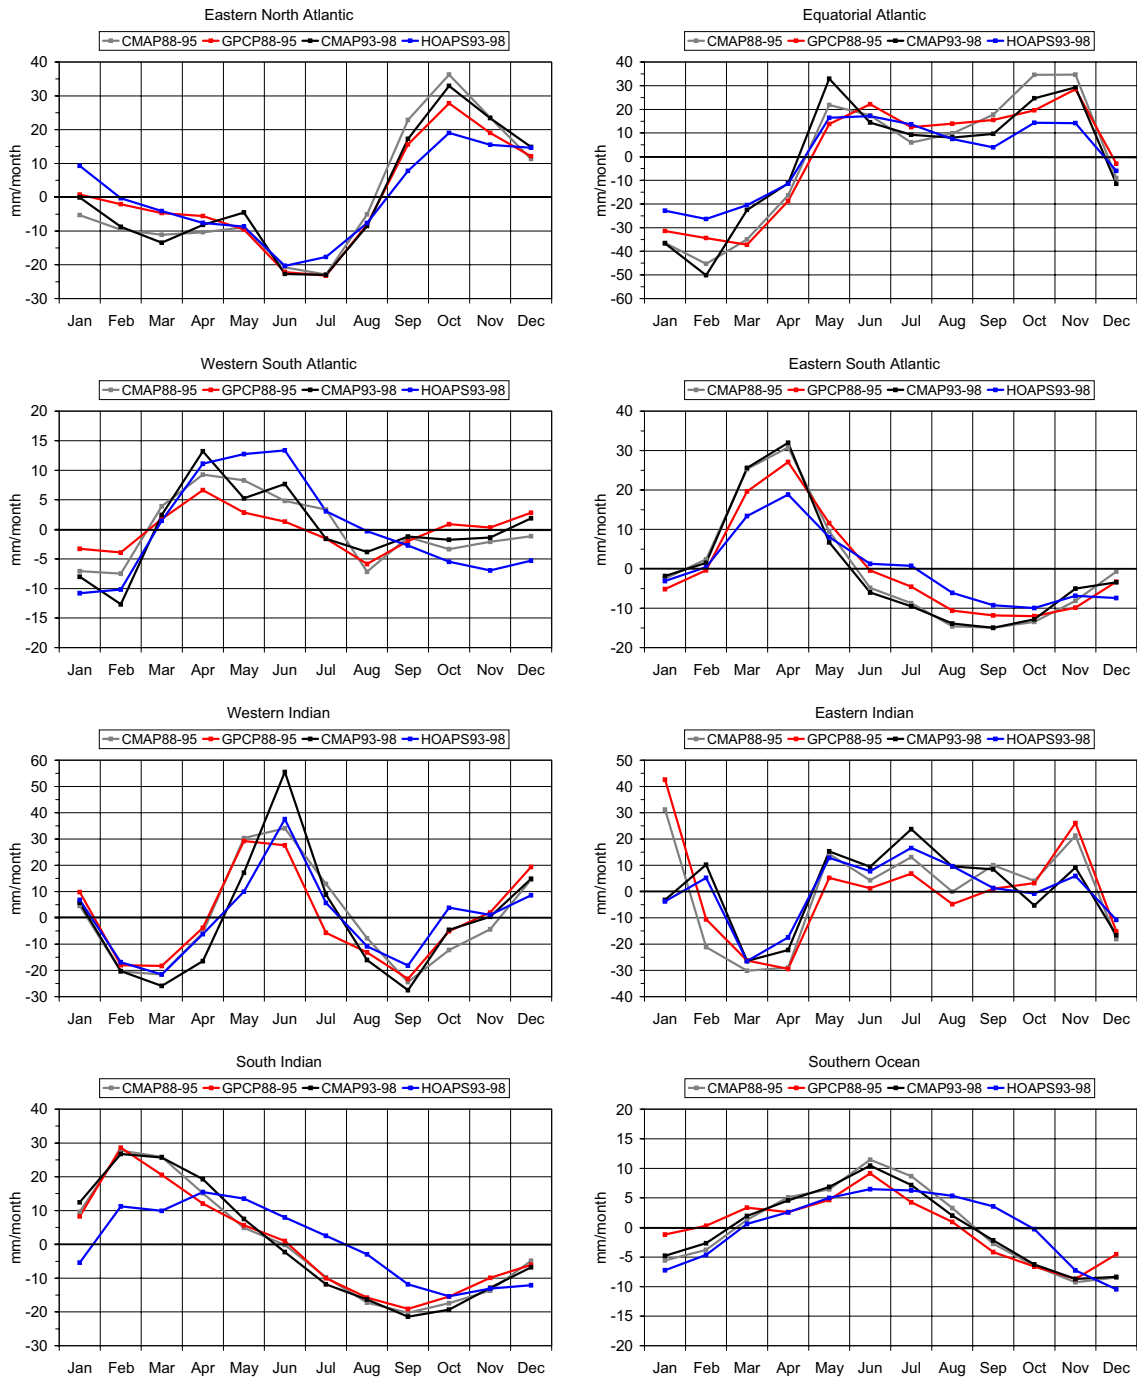 Eastern North Atlantic
CMAP88-95 GPCP88-95 CMAP93-98 HOAPS93-98
mm/month
40
30
20
10
0
-10
-20
-30
Jan Feb Mar Apr May Jun Jul Aug Sep Oct Nov Dec
Equatorial Atlantic
CMAP88-95 GPCP88-95 CMAP93-98 HOAPS93-98
mm/month
40
30
20
10
0
-10
-20
-30
-40
-50
-60
Jan Feb Mar Apr May Jun Jul Aug Sep Oct Nov Dec
Western South Atlantic
CMAP88-95 GPCP88-95 CMAP93-98 HOAPS93-98
mm/month
20
15
10
5
0
-5
-10
-15
-20
Jan Feb Mar Apr May Jun Jul Aug Sep Oct Nov Dec
Eastern South Atlantic
CMAP88-95 GPCP88-95 CMAP93-98 HOAPS93-98
mm/month
40
30
20
10
0
-10
-20
Jan Feb Mar Apr May Jun Jul Aug Sep Oct Nov Dec
Western Indian
CMAP88-95 GPCP88-95 CMAP93-98 HOAPS93-98
mm/month
60
50
40
30
20
10
0
-10
-20
-30
Jan Feb Mar Apr May Jun Jul Aug Sep Oct Nov Dec
Eastern Indian
CMAP88-95 GPCP88-95 CMAP93-98 HOAPS93-98
mm/month
50
40
30
20
10
0
-10
-20
-30
-40
Jan Feb Mar Apr May Jun Jul Aug Sep Oct Nov Dec
South Indian
CMAP88-95 GPCP88-95 CMAP93-98 HOAPS93-98
mm/month
40
30
20
10
0
-10
-20
-30
Jan Feb Mar Apr May Jun Jul Aug Sep Oct Nov Dec
Southern Ocean
CMAP88-95 GPCP88-95 CMAP93-98 HOAPS93-98
mm/month
20
15
10
5
0
-5
-10
-15
-20
Jan Feb Mar Apr May Jun Jul Aug Sep Oct Nov Dec